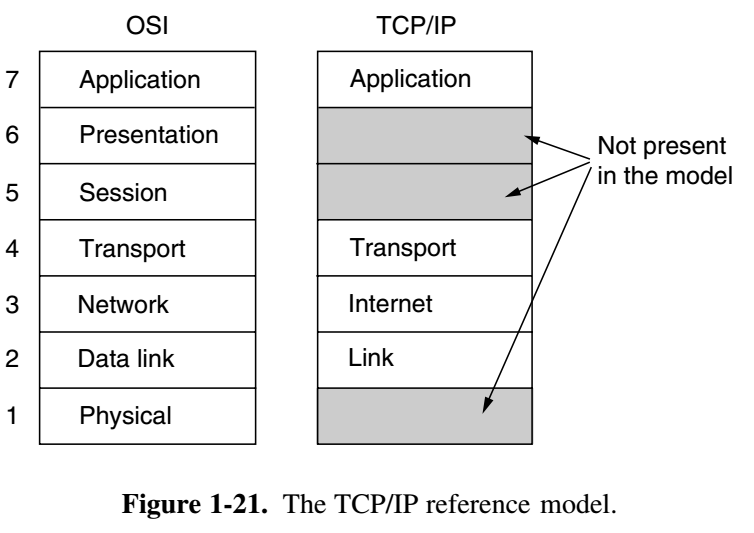 OSI TCP/IP
7 Application Application
6 Presentation
Not present
in the model
5 Session
4 Transport Transport
3 Network Internet
2 Data link Link
1 Physical
Figure 1-21. The TCP/IP reference model.